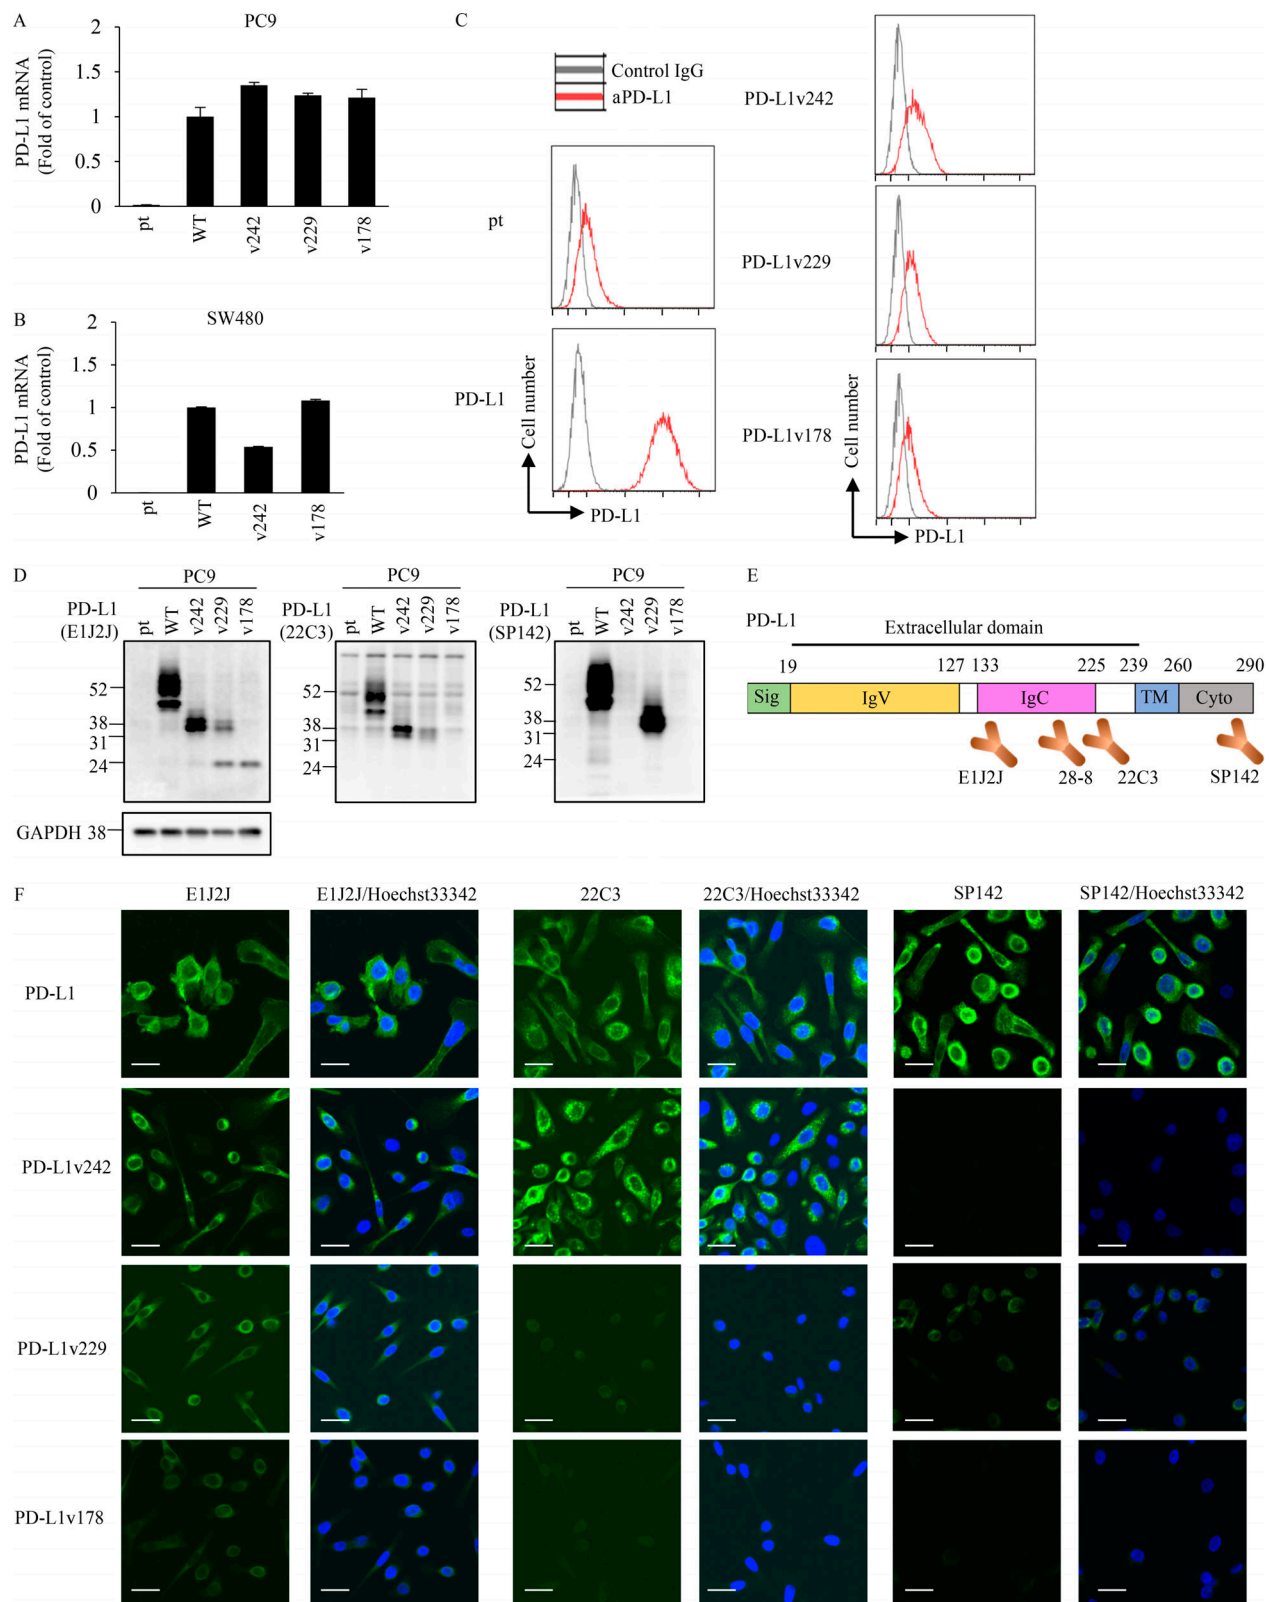 A
PC9
PD-L1 mRNA
(Fold of control)
2
1.5
1
0.5
0
pt
WT
v242
v229
v178
B
SW480
PD-L1 mRNA
(Fold of control)
2
1.5
1
0.5
0
pt
WT
v242
v178
C
Control IgG
aPD-L1
pt
PD-L1
Cell number
PD-L1
PD-L1v242
PD-L1v229
PD-L1v178
Cell number
PD-L1
D
PC9
PD-L1
(E1J2J)
pt
WT
v242
v229
v178
52
38
31
24
GAPDH 38
PC9
PD-L1
(22C3)
pt
WT
v242
v229
v178
52
38
31
24
PC9
PD-L1
(SP142)
pt
WT
v242
v229
v178
52
38
31
24
E
PD-L1
Extracellular domain
19 127 133 225 239 260 290
Sig IgV IgC TM Cyto
E1J2J 28-8 22C3 SP142
F
E1J2J E1J2J/Hoechst33342 22C3 22C3/Hoechst33342 SP142 SP142/Hoechst33342
PD-L1
PD-L1v242
PD-L1v229
PD-L1v178